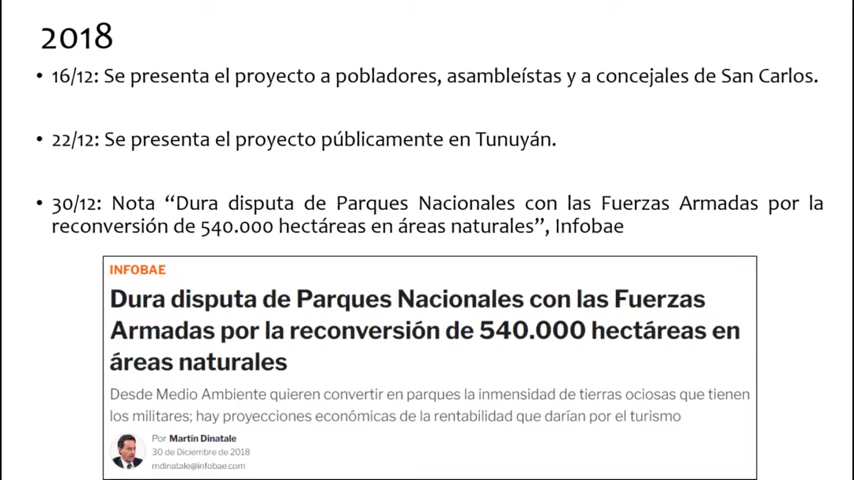 2018
• 16/12: Se presenta el proyecto a pobladores, asambleístas y a concejales de San Carlos.
• 22/12: Se presenta el proyecto públicamente en Tunuyán.
• 30/12: Nota “Dura disputa de Parques Nacionales con las Fuerzas Armadas por la
reconversión de 540.000 hectáreas en áreas naturales”, Infobae
INFOBAE
Dura disputa de Parques Nacionales con las Fuerzas
Armadas por la reconversión de 540.000 hectáreas en
áreas naturales
Desde Medio Ambiente quieren convertir en parques la inmensidad de tierras ociosas que tienen
los militares; hay proyecciones económicas de la rentabilidad que darían por el turismo
Por Martín Dinatale
30 de Diciembre de 2018
mdinatale@infobae.com